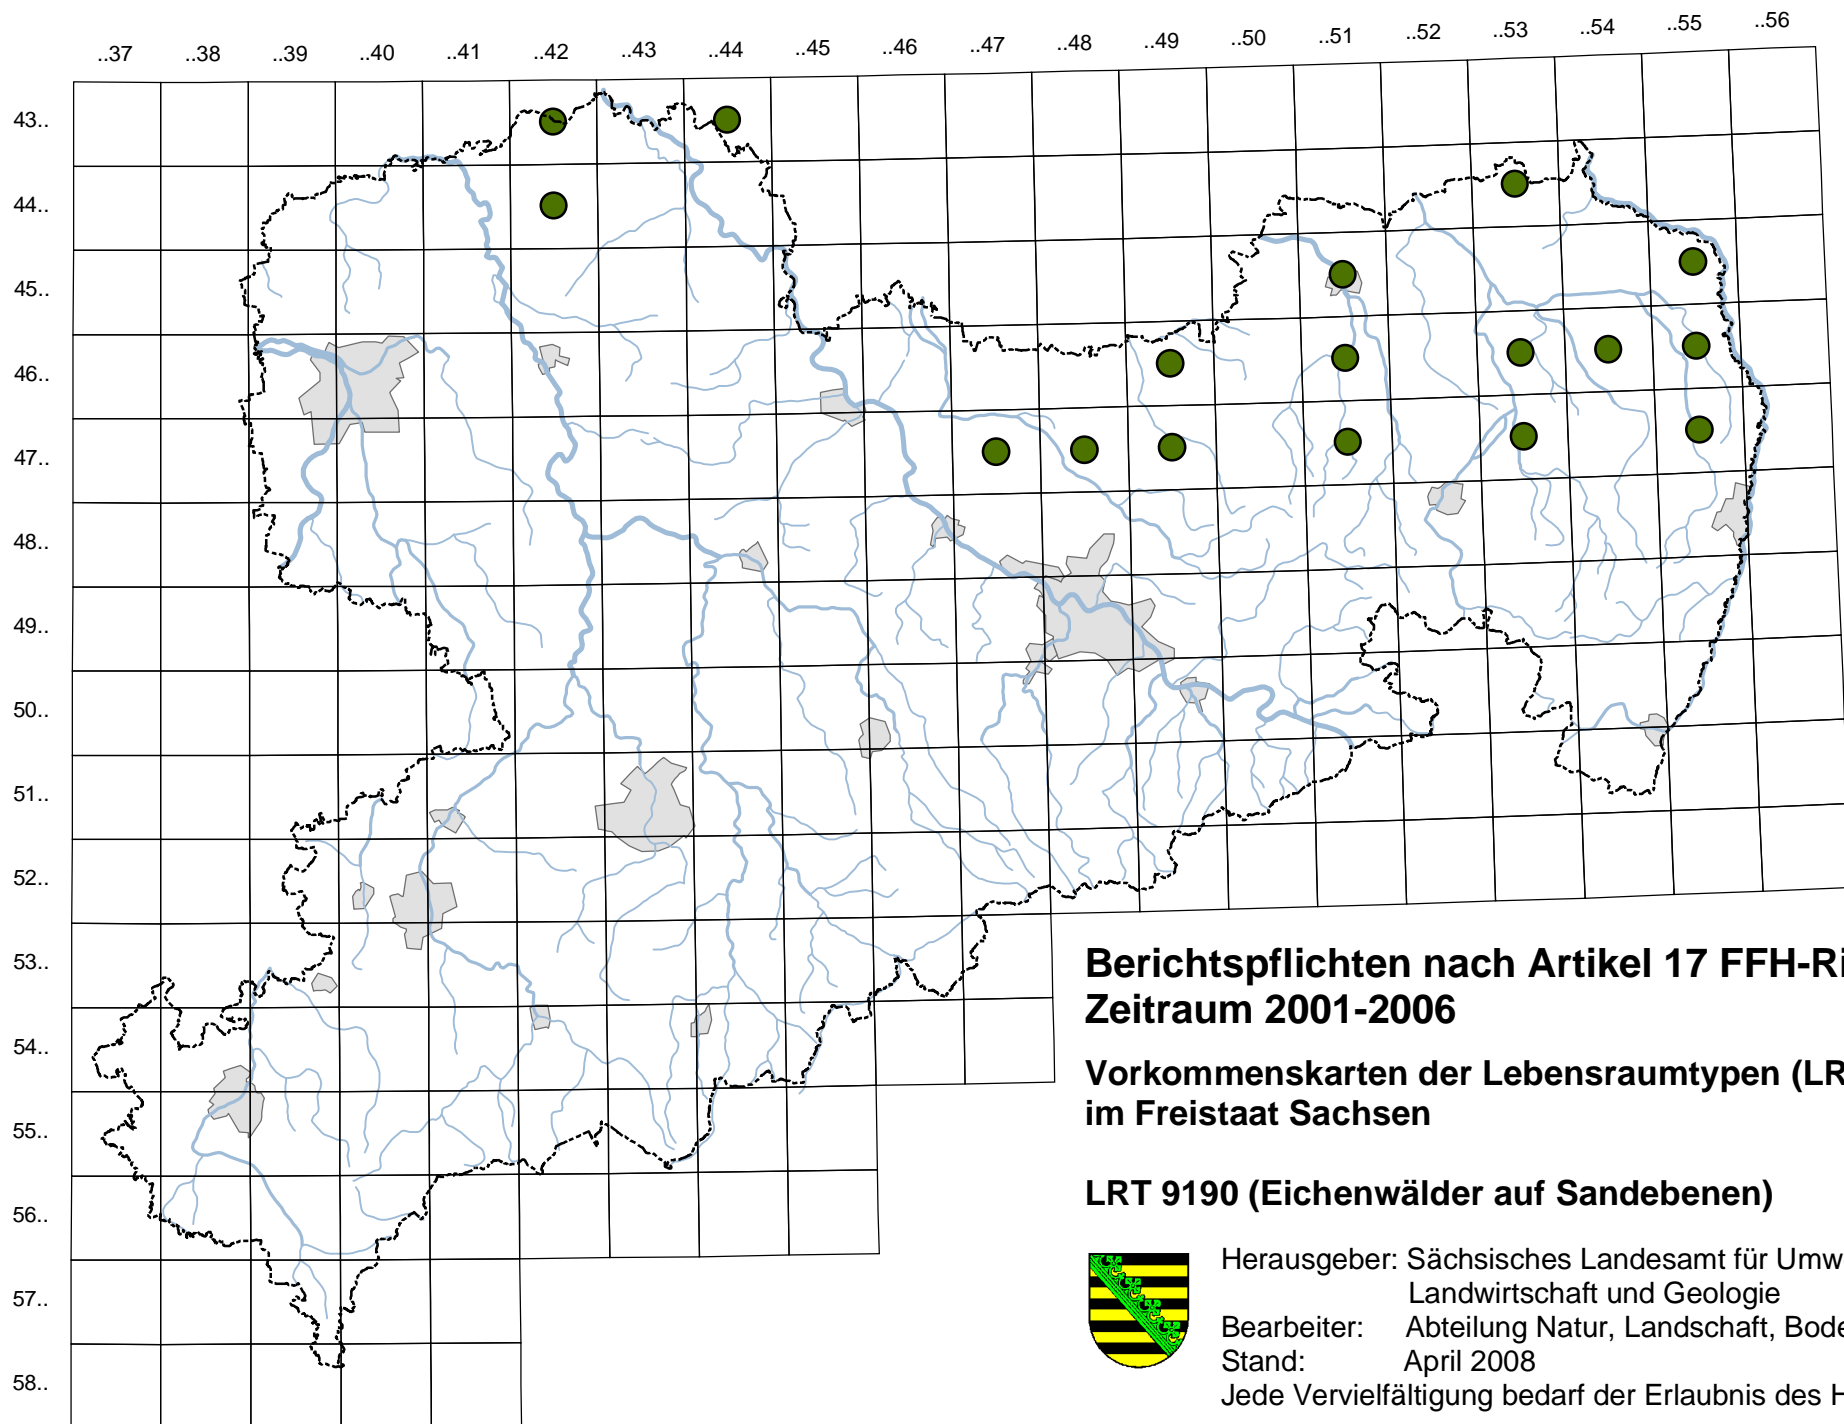 ..37 ..38 ..39 ..40 ..41 ..42 ..43 ..44 ..45 ..46 ..47 ..48 ..49 ..50 ..51 ..52 ..53 ..54 ..55 ..56
43..
44..
45..
46..
47..
48..
49..
50..
51..
52..
53..
54..
55..
56..
57..
58..
Berichtspflichten nach Artikel 17 FFH-Ri
Zeitraum 2001-2006
Vorkommenskarten der Lebensraumtypen (LR
im Freistaat Sachsen
LRT 9190 (Eichenwälder auf Sandebenen)
Herausgeber: Sächsisches Landesamt für Umw
Landwirtschaft und Geologie
Bearbeiter: Abteilung Natur, Landschaft, Bode
Stand: April 2008
Jede Vervielfältigung bedarf der Erlaubnis des H